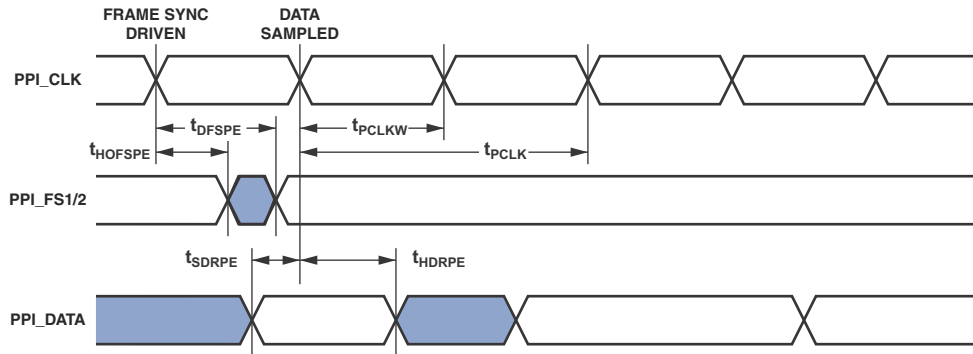 FRAME SYNC
DRIVEN
DATA
SAMPLED
PPI_CLK
tDFSPE
tPCLKW
tHOFSPE
tPCLK
PPI_FS1/2
tSDRPE
tHDRPE
PPI_DATA